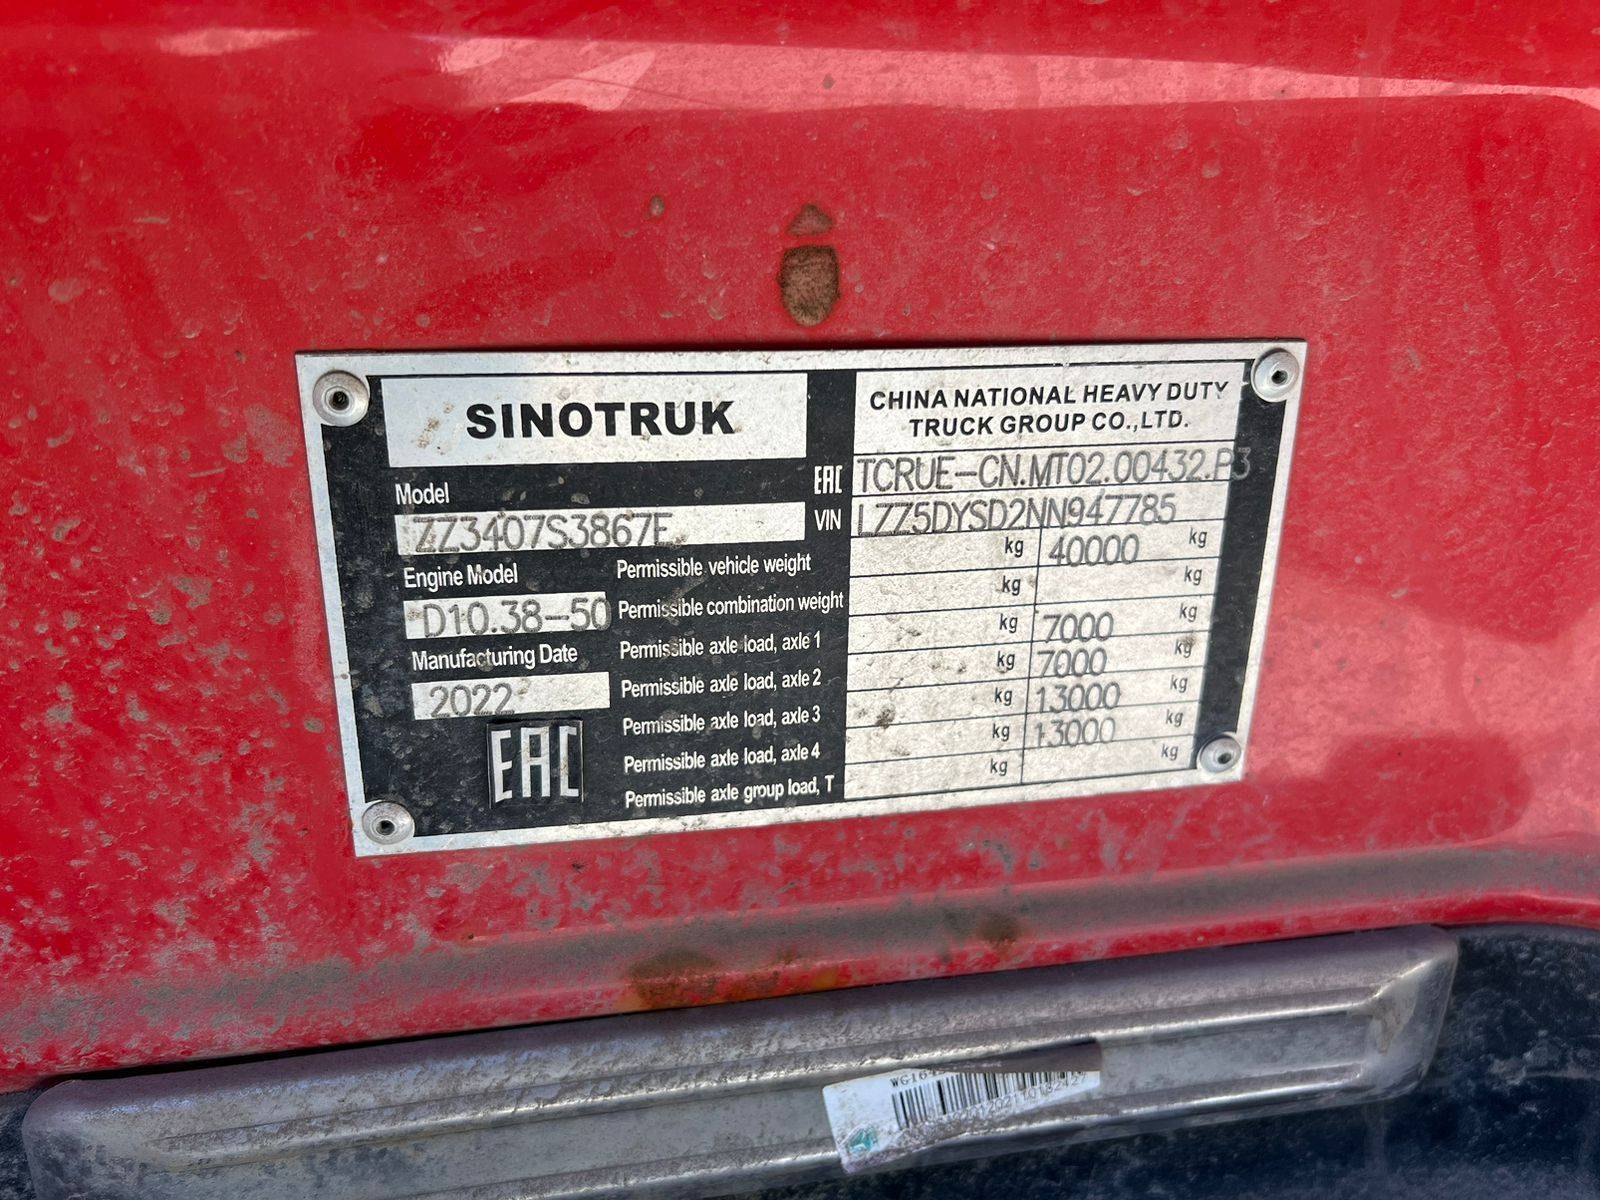 SINOTRUK
CHINA NATIONAL HEAVY DUTY
TRUCK GROUP CO.,LTD.
EAC TCRUE-CN.MT02.00432.P3
VIN LZZ5DYSD2NN947785
Model
ZZ3407S3867E
Engine Model
D10.38-50
Manufacturing Date
2022
EAC
Permissible vehicle weight kg 40000 kg
Permissible combination weight kg kg
Permissible axle load, axle 1 kg 7000 kg
Permissible axle load, axle 2 kg 7000 kg
Permissible axle load, axle 3 kg 13000 kg
Permissible axle load, axle 4 kg 13000 kg
Permissible axle group load, T kg kg